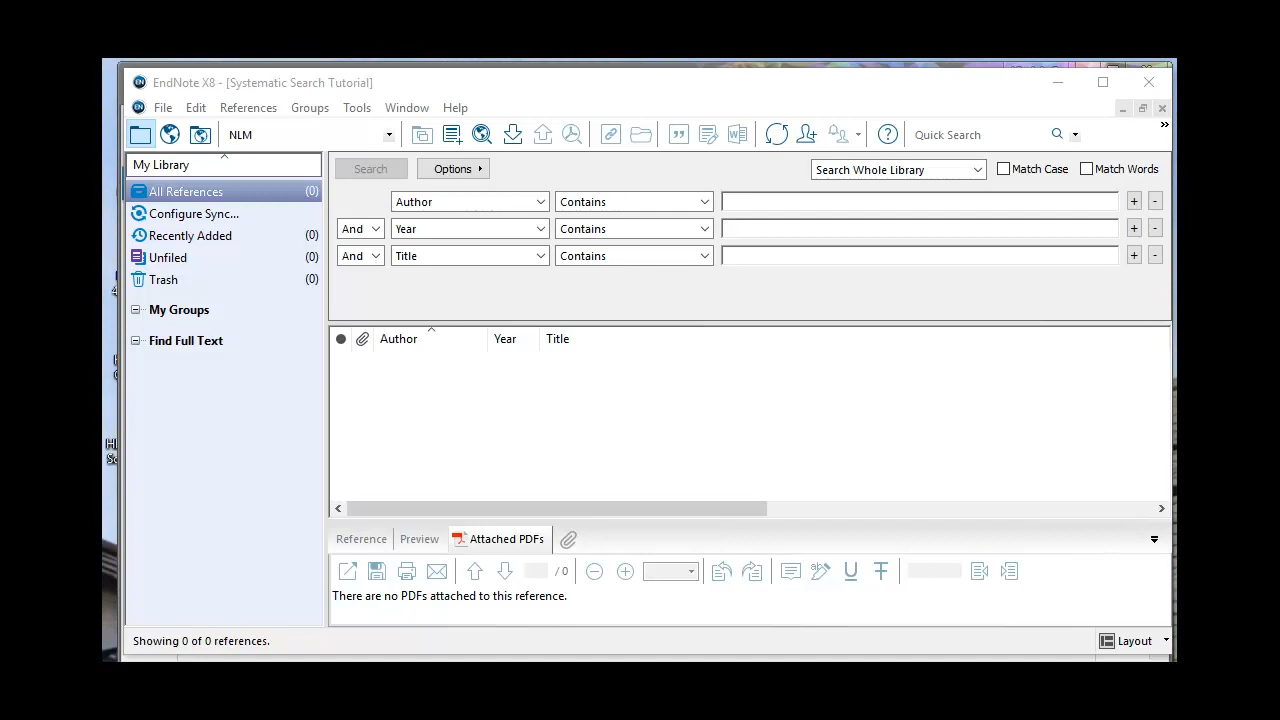 EndNote X8 - [Systematic Search Tutorial]
File Edit References Groups Tools Window Help
NLM
Quick Search
My Library
All References (0)
Configure Sync...
Recently Added (0)
Unfiled (0)
Trash (0)
My Groups
Find Full Text
Search Options Search Whole Library Match Case Match Words
Author Contains + -
And Year Contains + -
And Title Contains + -
Author Year Title
Reference Preview Attached PDFs
/ 0
There are no PDFs attached to this reference.
Showing 0 of 0 references.
Layout